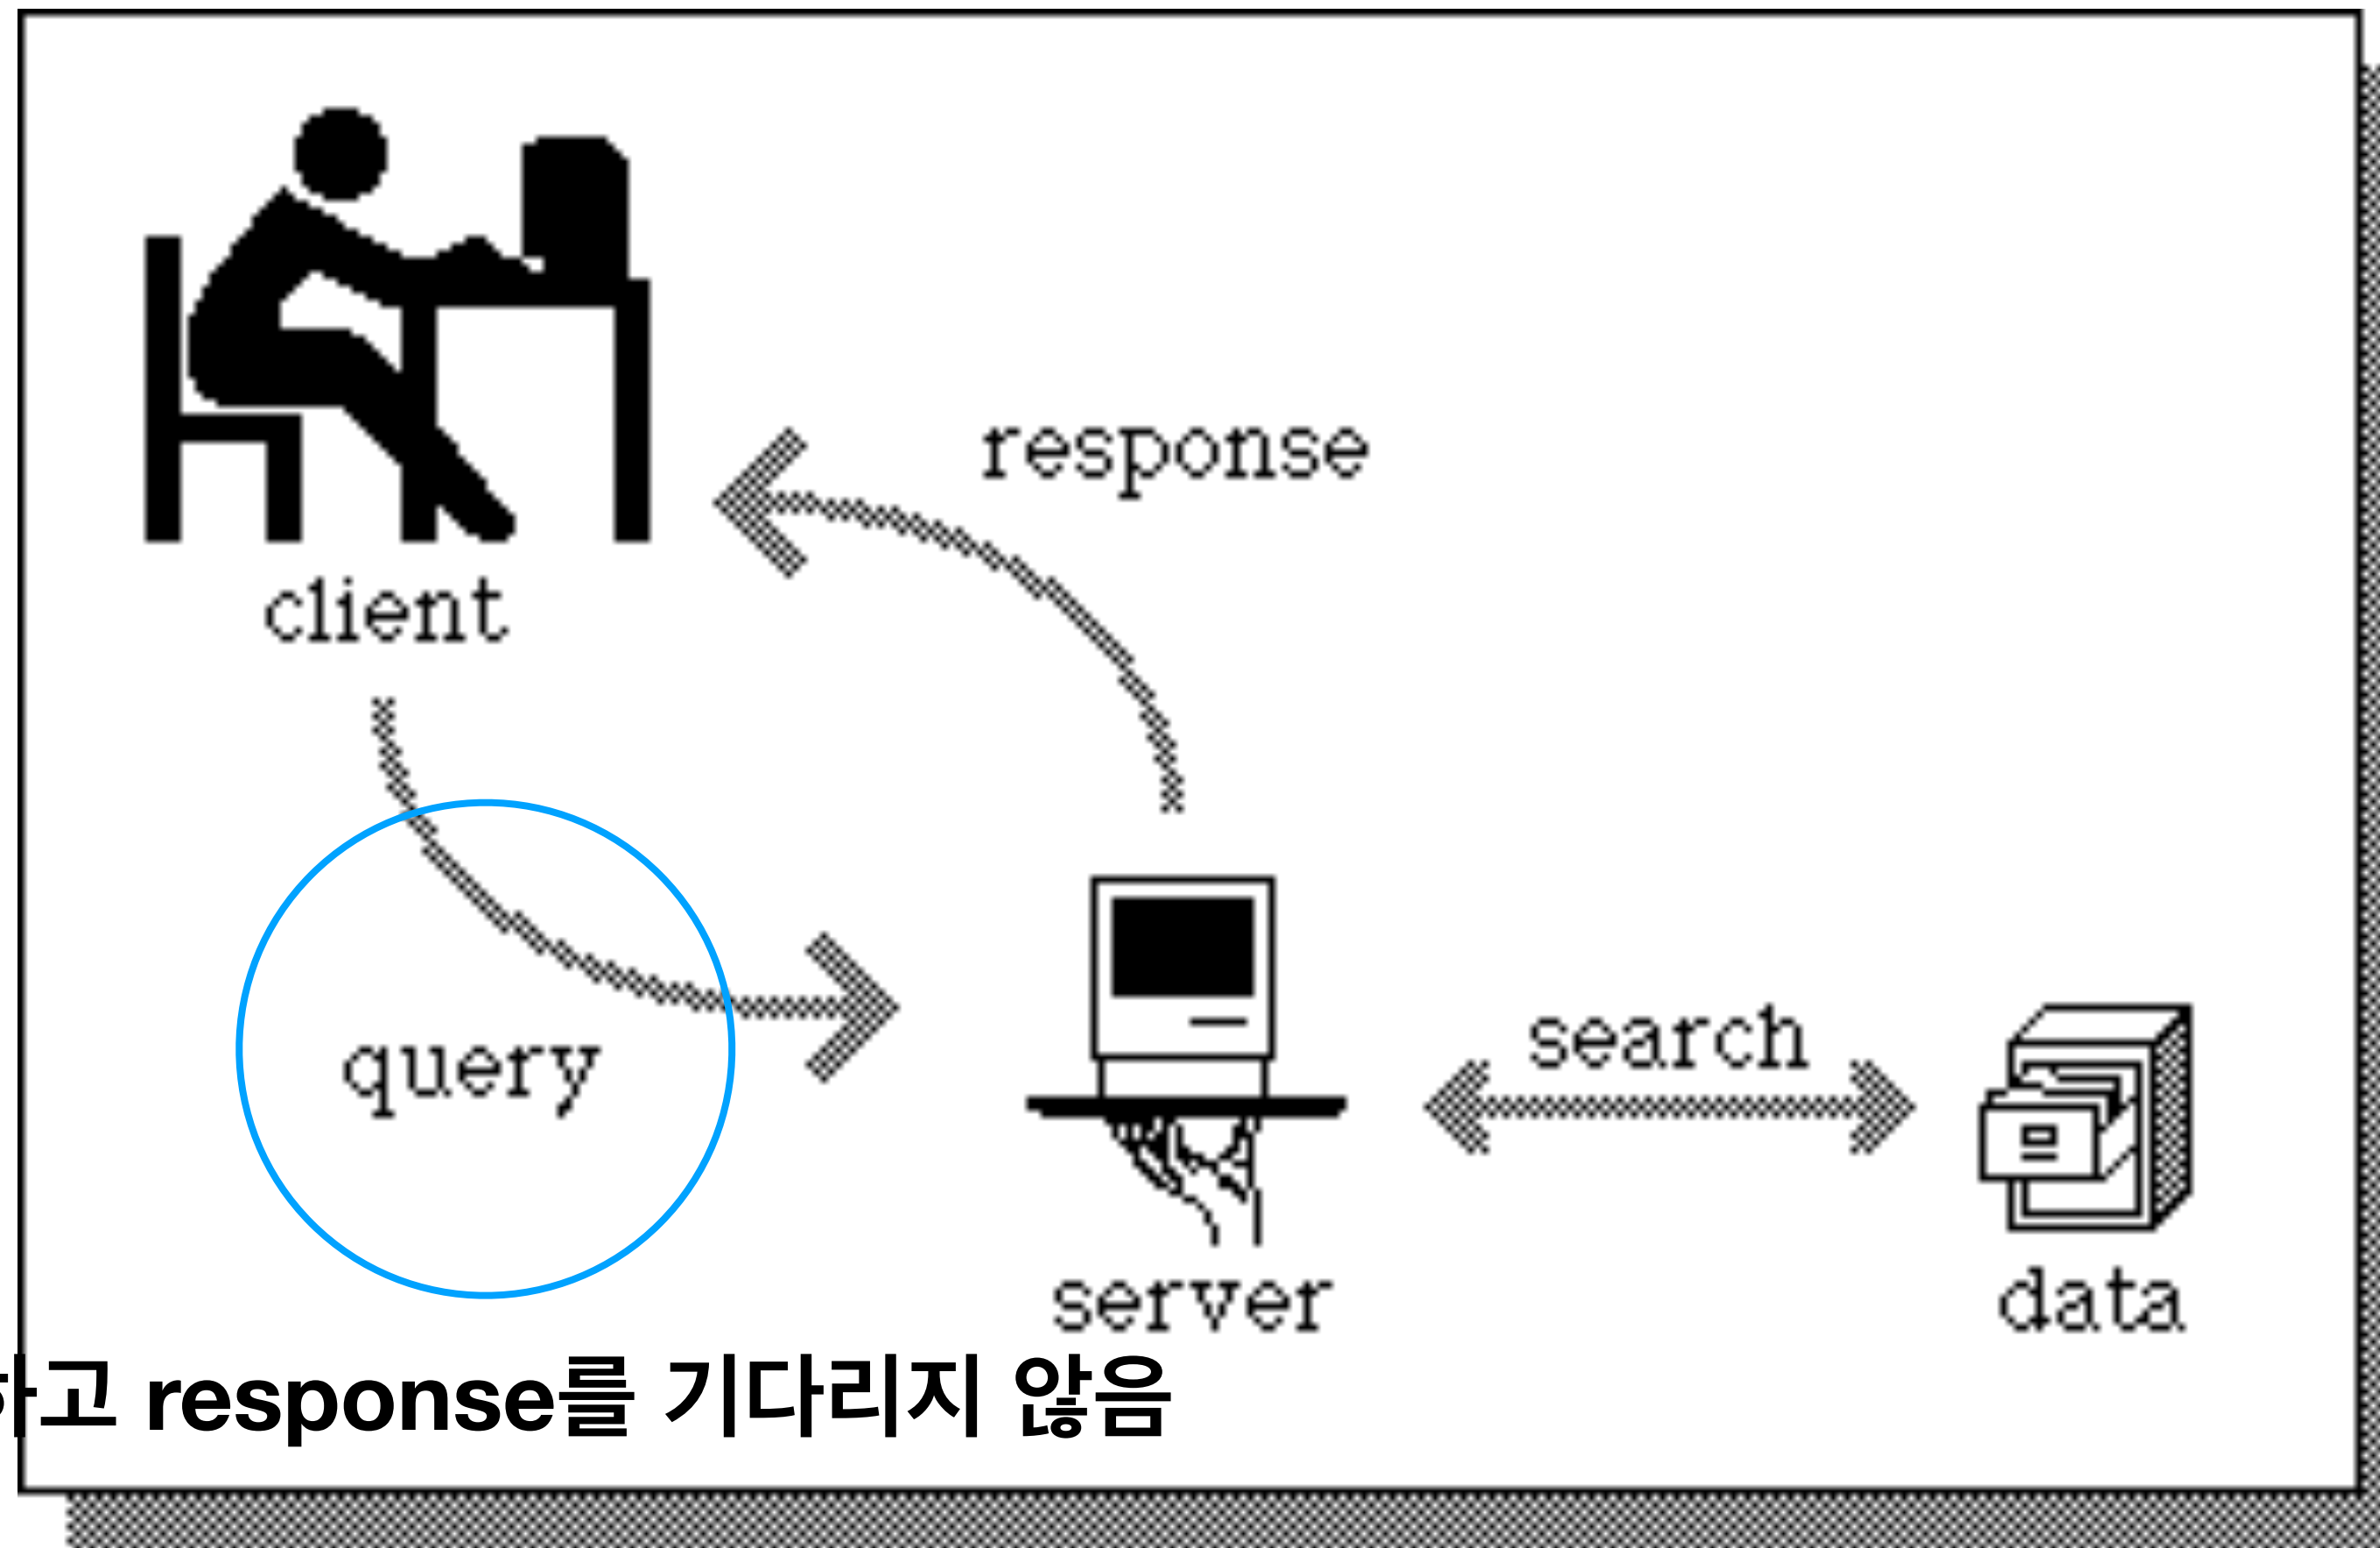 response
client
query
search
server
data
하고 response를 기다리지 않음